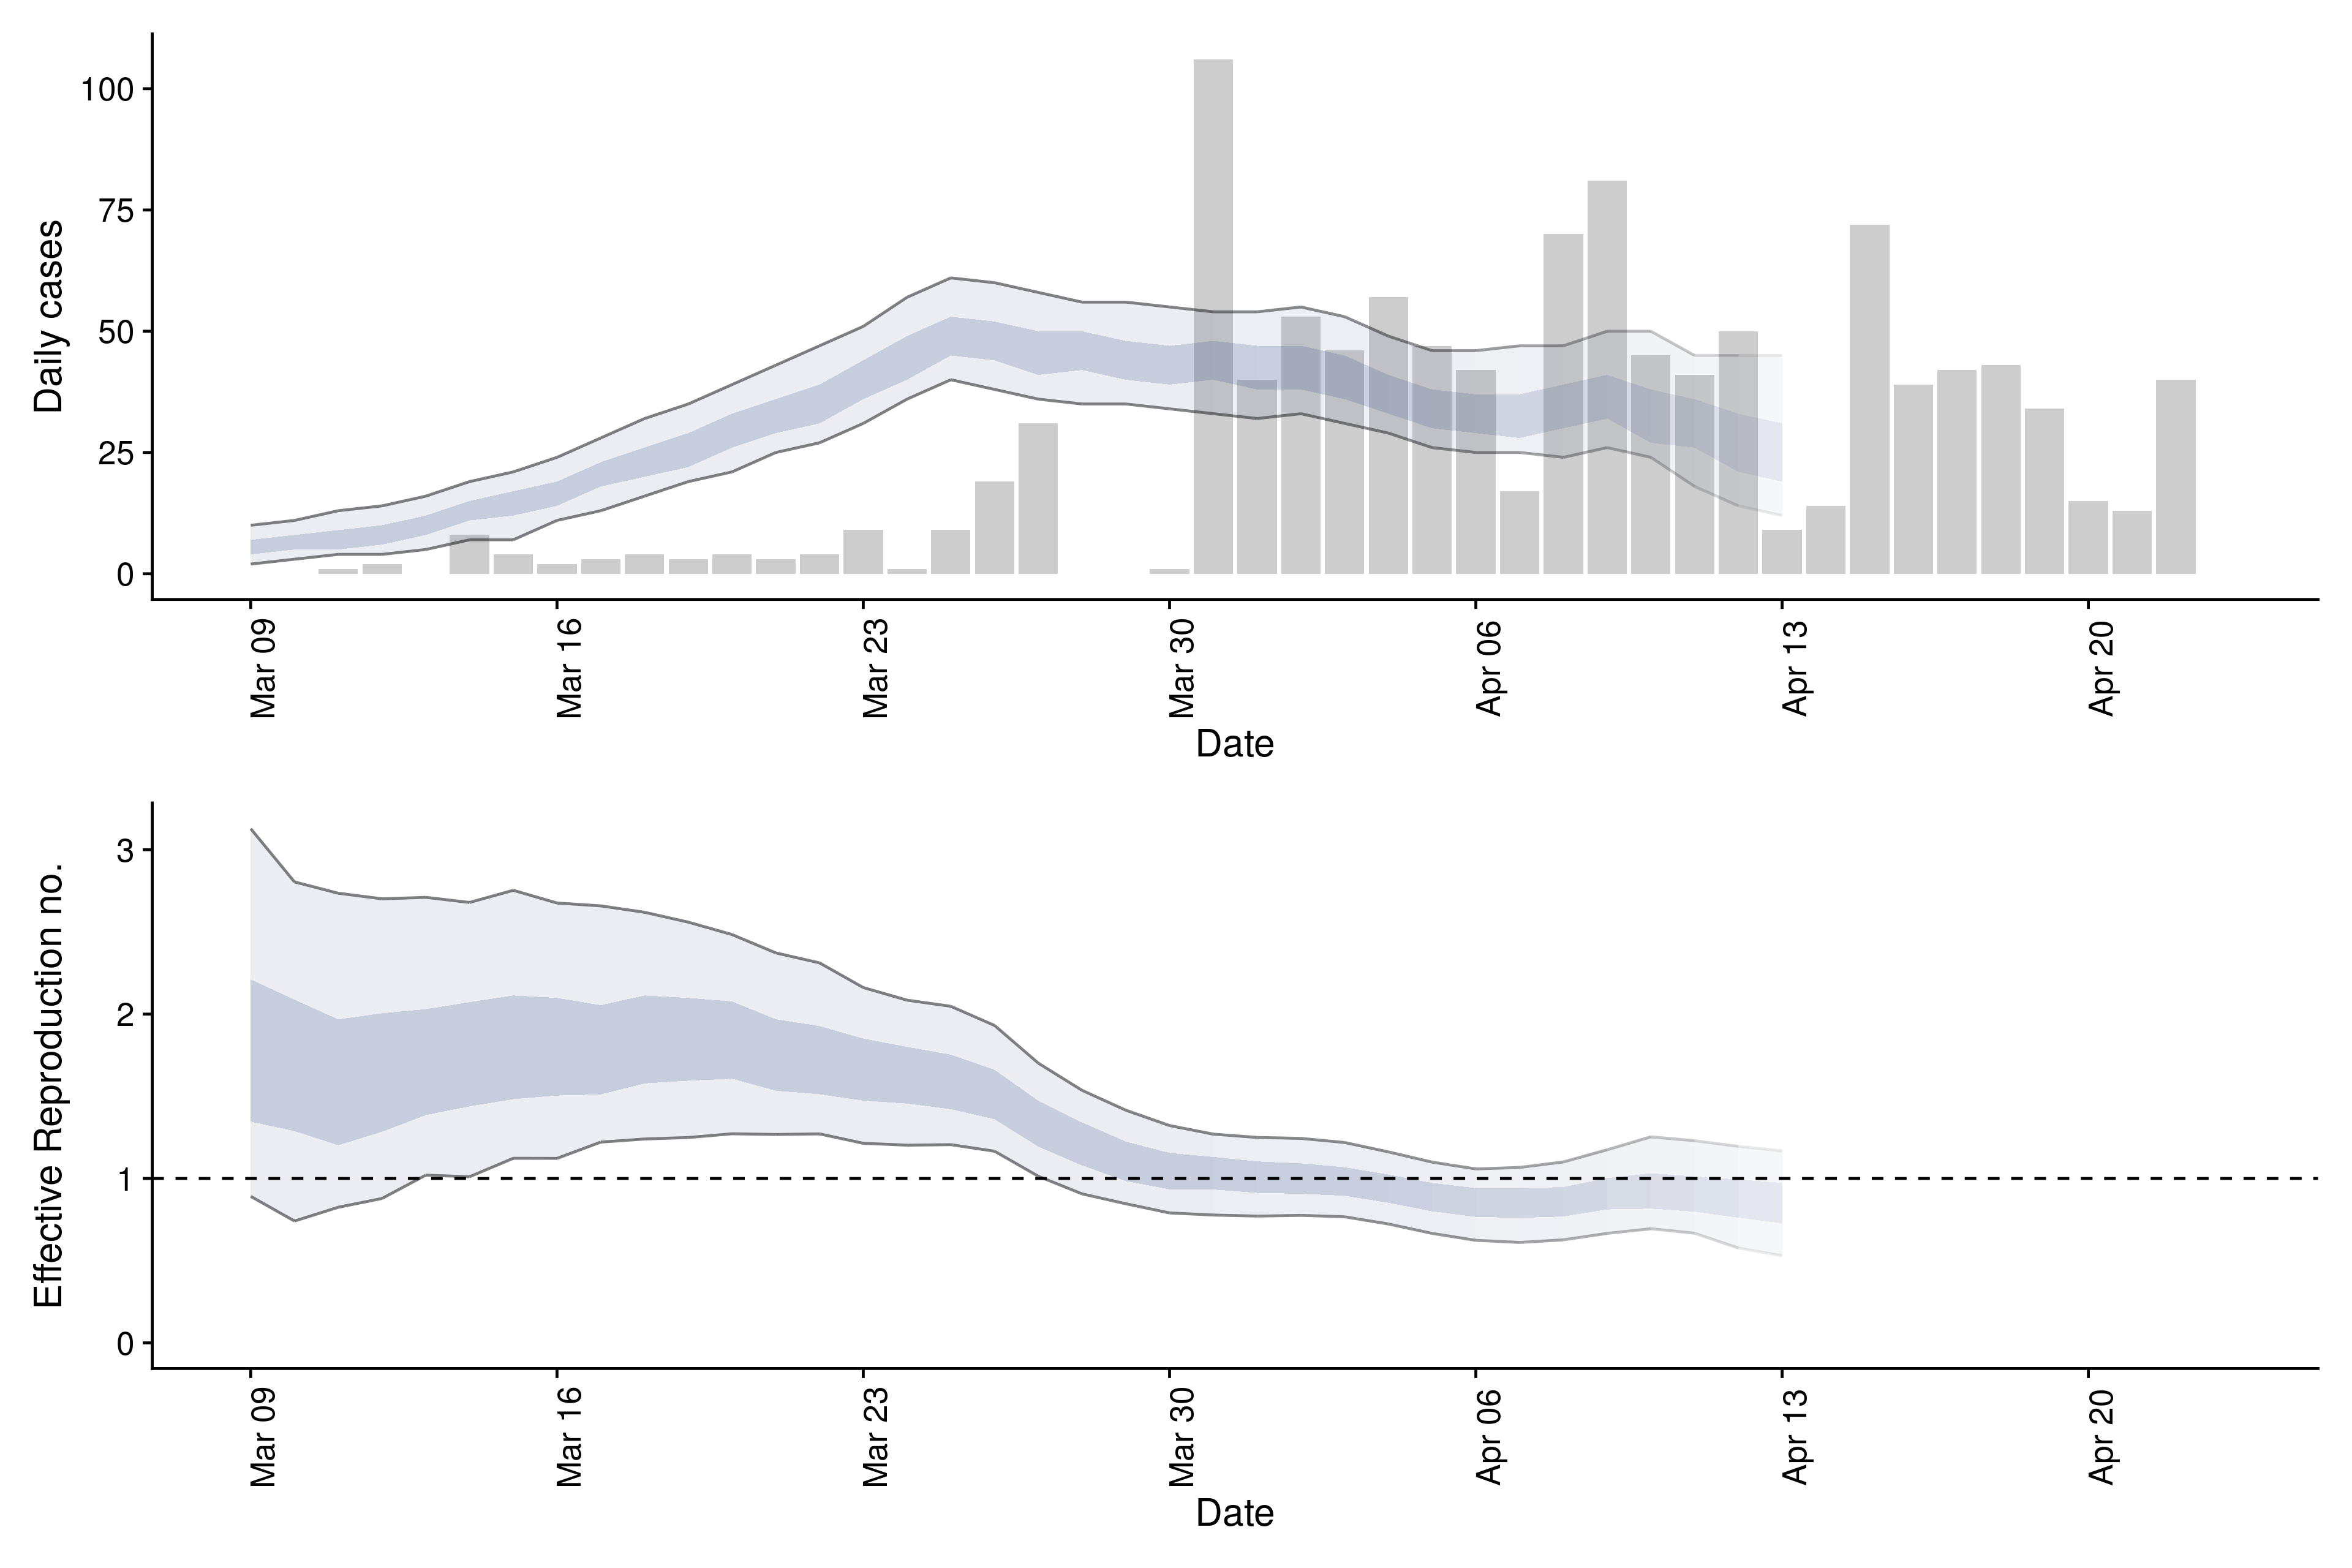 Daily cases
100
75
50
25
0
Mar 09
Mar 16
Mar 23
Mar 30
Apr 06
Apr 13
Apr 20
Date
Effective Reproduction no.
3
2
1
0
Mar 09
Mar 16
Mar 23
Mar 30
Apr 06
Apr 13
Apr 20
Date